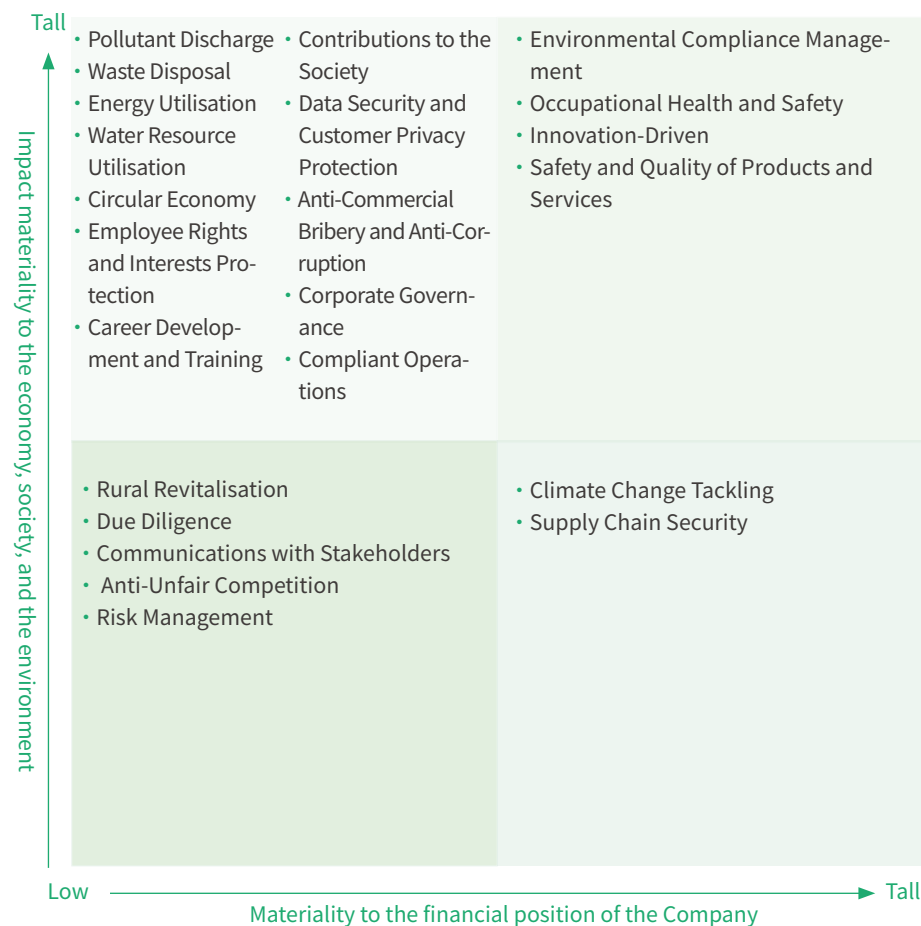 Tall
Impact materiality to the economy, society, and the environment
• Pollutant Discharge
• Waste Disposal
• Energy Utilisation
• Water Resource
Utilisation
• Circular Economy
• Employee Rights
and Interests Pro-
tection
• Career Develop-
ment and Training
• Contributions to the
Society
• Data Security and
Customer Privacy
Protection
• Anti-Commercial
Bribery and Anti-Cor-
ruption
• Corporate Govern-
ance
• Compliant Opera-
tions
• Environmental Compliance Manage-
ment
• Occupational Health and Safety
• Innovation-Driven
• Safety and Quality of Products and
Services
• Rural Revitalisation
• Due Diligence
• Communications with Stakeholders
• Anti-Unfair Competition
• Risk Management
• Climate Change Tackling
• Supply Chain Security
Low
Tall
Materiality to the financial position of the Company